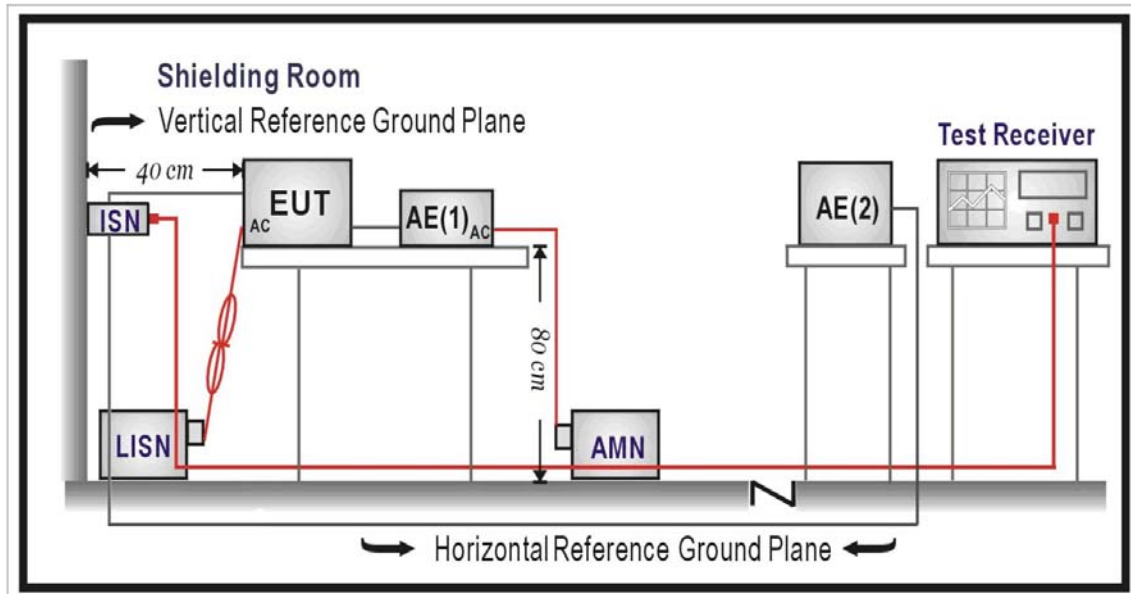 Shielding Room
Vertical Reference Ground Plane
Test Receiver
40 cm
ISN
EUT
AC
AE(1)
AC
AE(2)
80 cm
LISN
AMN
Horizontal Reference Ground Plane